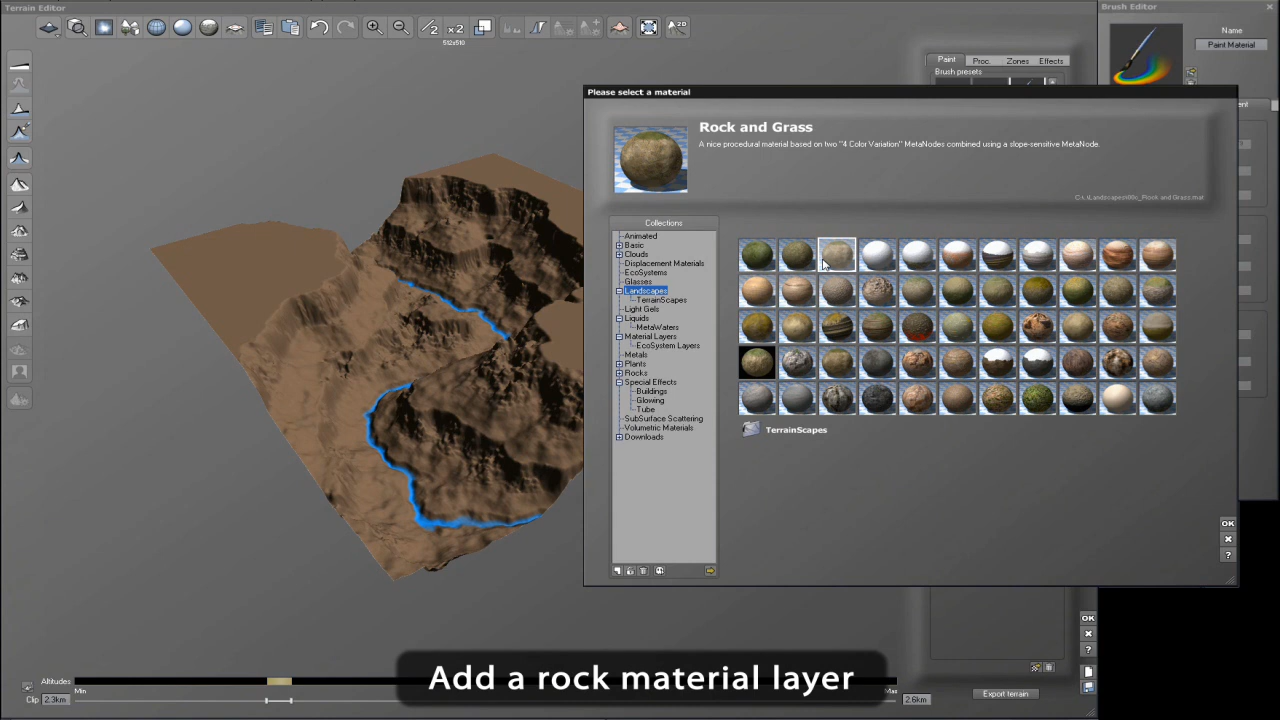 Terrain Editor
Brush Editor
Name
Paint Material
x2
2D
512x510
Paint
Proc.
Zones
Effects
Brush presets
Please select a material
Rock and Grass
A nice procedural material based on two "4 Color Variation" MetaNodes combined using a slope-sensitive MetaNode.
Collections
Animated
Basic
Clouds
Displacement Materials
EcoSystems
Glasses
Landscapes
TerrainScapes
Light Gels
Liquids
MetaWaters
Material Layers
EcoSystem Layers
Metals
Plants
Rocks
Special Effects
Buildings
Glowing
Tube
SubSurface Scattering
Volumetric Materials
Downloads
TerrainScapes
OK
?
OK
?
Add a rock material layer
Altitudes
Min
Max
Clip
2.3km
2.6km
Export terrain